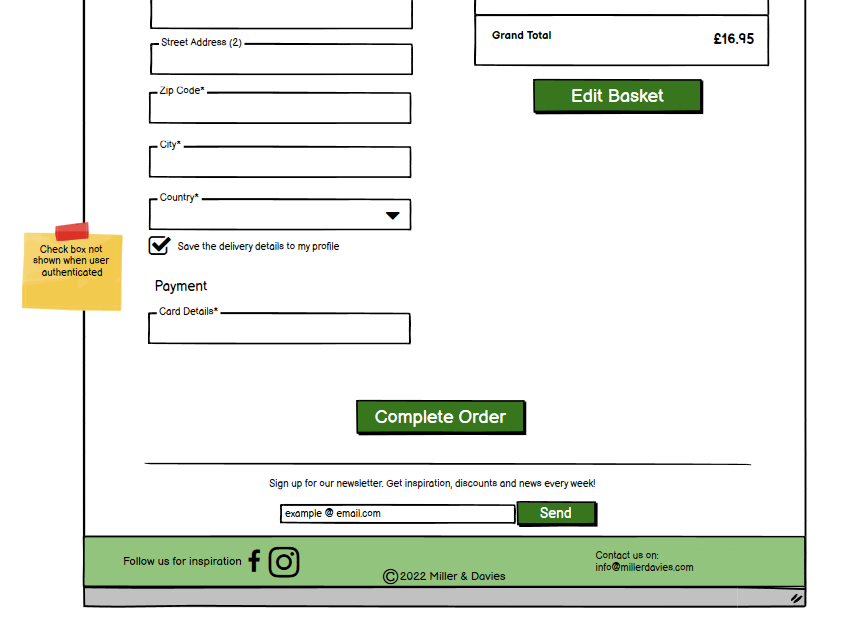 Street Address (2)
Grand Total
£16.95
Zip Code*
Edit Basket
City*
Country*
Save the delivery details to my profile
Check box not
shown when user
authenticated
Payment
Card Details*
Complete Order
Sign up for our newsletter. Get inspiration, discounts and news every week!
example @ email.com
Send
Follow us for inspiration
©2022 Miller & Davies
Contact us on:
info@millerdavies.com